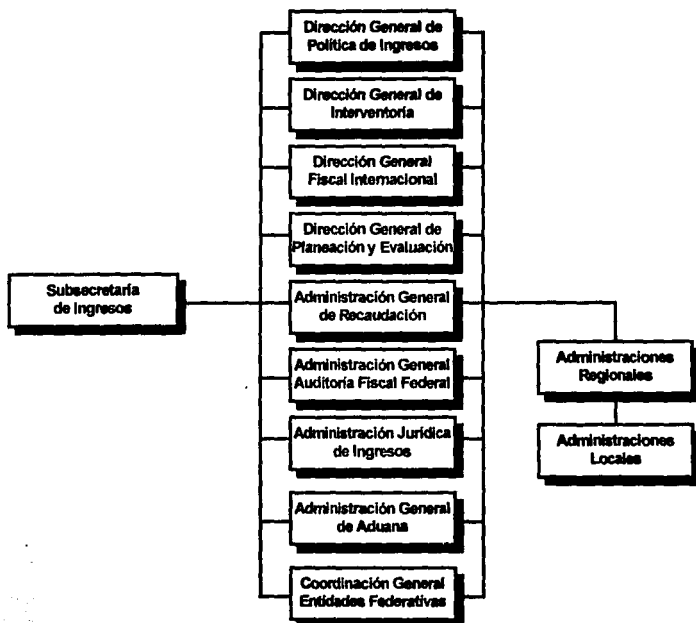 Dirección General de
Política de Ingresos
Dirección General de
Interventoría
Dirección General
Fiscal Internacional
Dirección General de
Planeación y Evaluación
Subsecretaría
de Ingresos
Administración General
de Recaudación
Administración General
Auditoría Fiscal Federal
Administración Jurídica
de Ingresos
Administración General
de Aduana
Coordinación General
Entidades Federativas
Administraciones
Regionales
Administraciones
Locales